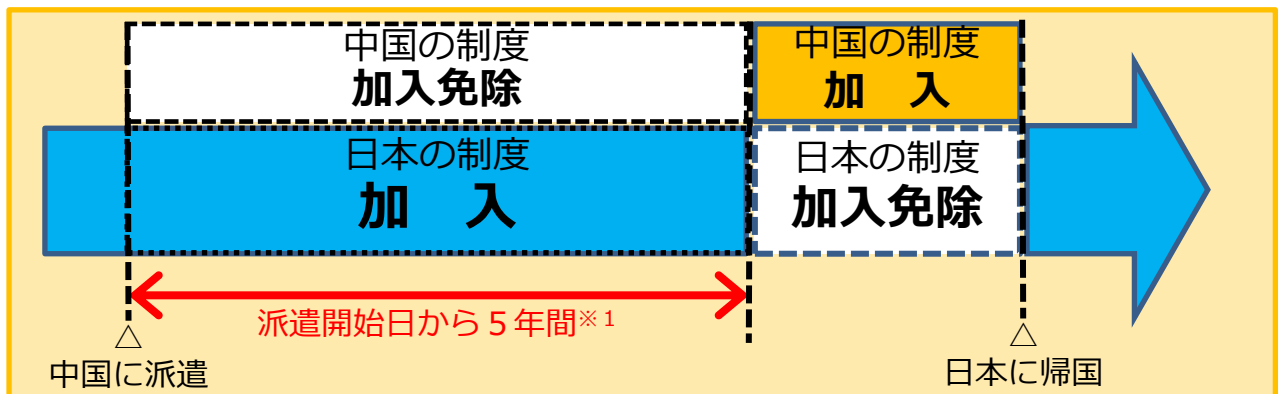 中国の制度
加入免除
中国の制度
加　入
日本の制度
加　入
日本の制度
加入免除
派遣開始日から５年間※１
△
中国に派遣
△
日本に帰国